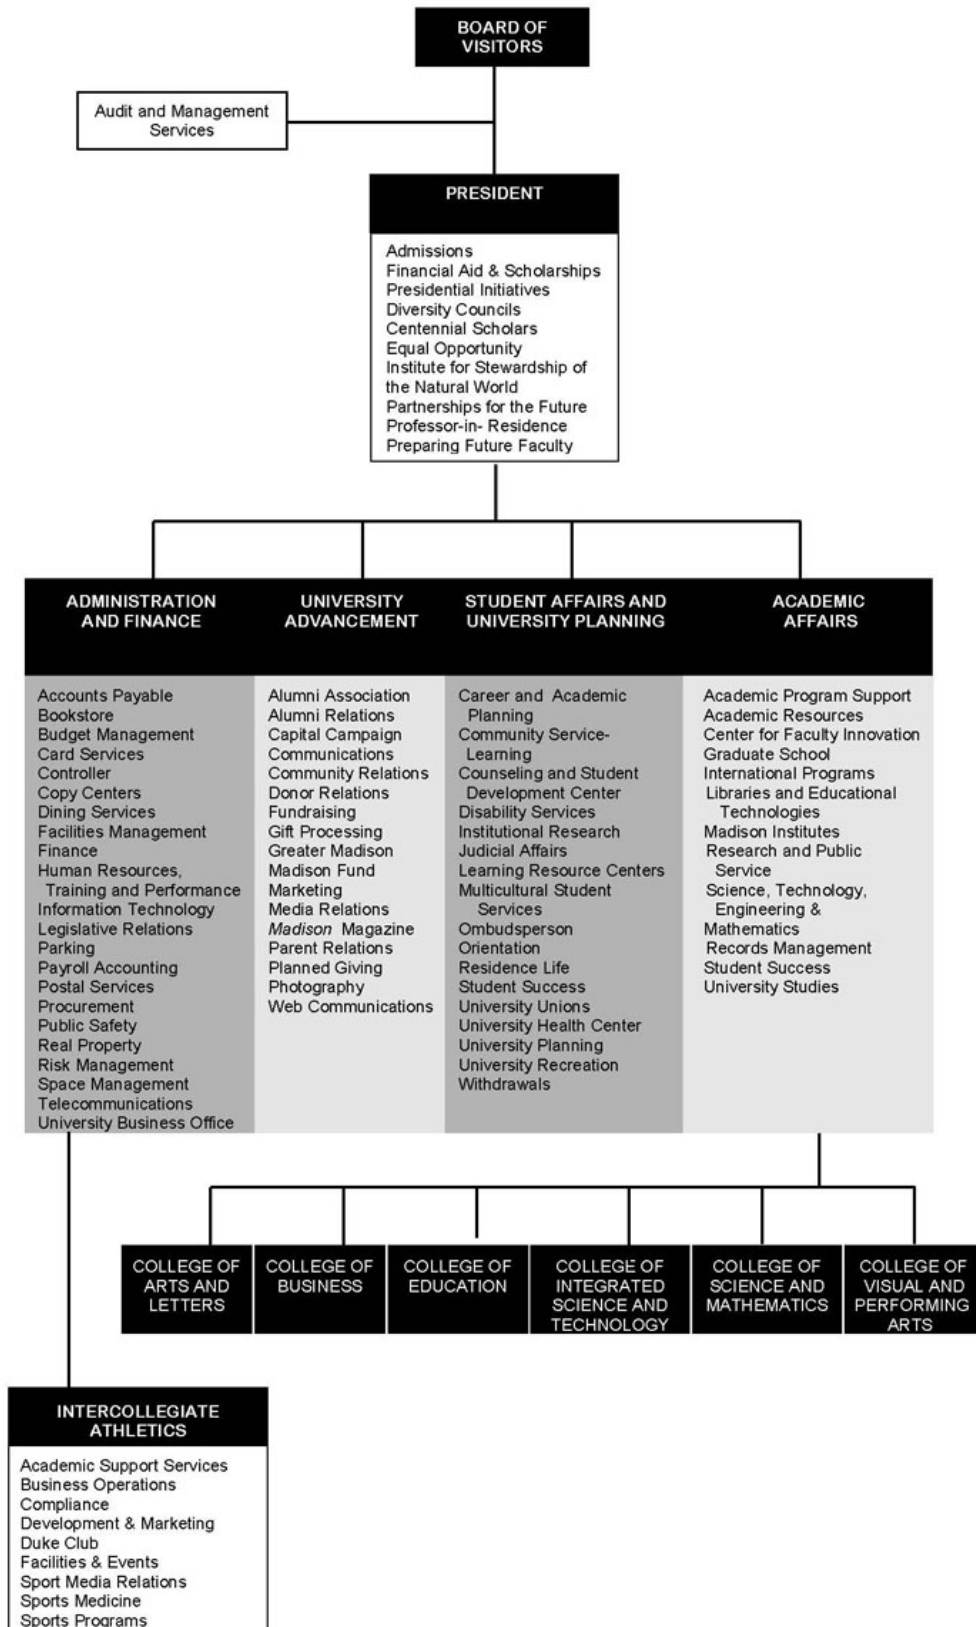 BOARD OF
VISITORS
Audit and Management
Services
PRESIDENT
Admissions
Financial Aid & Scholarships
Presidential Initiatives
Diversity Councils
Centennial Scholars
Equal Opportunity
Institute for Stewardship of
the Natural World
Partnerships for the Future
Professor-in- Residence
Preparing Future Faculty
ADMINISTRATION
AND FINANCE
Accounts Payable
Bookstore
Budget Management
Card Services
Controller
Copy Centers
Dining Services
Facilities Management
Finance
Human Resources,
Training and Performance
Information Technology
Legislative Relations
Parking
Payroll Accounting
Postal Services
Procurement
Public Safety
Real Property
Risk Management
Space Management
Telecommunications
University Business Office
UNIVERSITY
ADVANCEMENT
Alumni Association
Alumni Relations
Capital Campaign
Communications
Community Relations
Donor Relations
Fundraising
Gift Processing
Greater Madison
Madison Fund
Marketing
Media Relations
Madison Magazine
Parent Relations
Planned Giving
Photography
Web Communications
STUDENT AFFAIRS AND
UNIVERSITY PLANNING
Career and Academic
Planning
Community Service-
Learning
Counseling and Student
Development Center
Disability Services
Institutional Research
Judicial Affairs
Learning Resource Centers
Multicultural Student
Services
Ombudsperson
Orientation
Residence Life
Student Success
University Unions
University Health Center
University Planning
University Recreation
Withdrawals
ACADEMIC
AFFAIRS
Academic Program Support
Academic Resources
Center for Faculty Innovation
Graduate School
International Programs
Libraries and Educational
Technologies
Madison Institutes
Research and Public
Service
Science, Technology,
Engineering &
Mathematics
Records Management
Student Success
University Studies
COLLEGE OF
ARTS AND
LETTERS
COLLEGE OF
BUSINESS
COLLEGE OF
EDUCATION
COLLEGE OF
INTEGRATED
SCIENCE AND
TECHNOLOGY
COLLEGE OF
SCIENCE AND
MATHEMATICS
COLLEGE OF
VISUAL AND
PERFORMING
ARTS
INTERCOLLEGIATE
ATHLETICS
Academic Support Services
Business Operations
Compliance
Development & Marketing
Duke Club
Facilities & Events
Sport Media Relations
Sports Medicine
Sports Programs